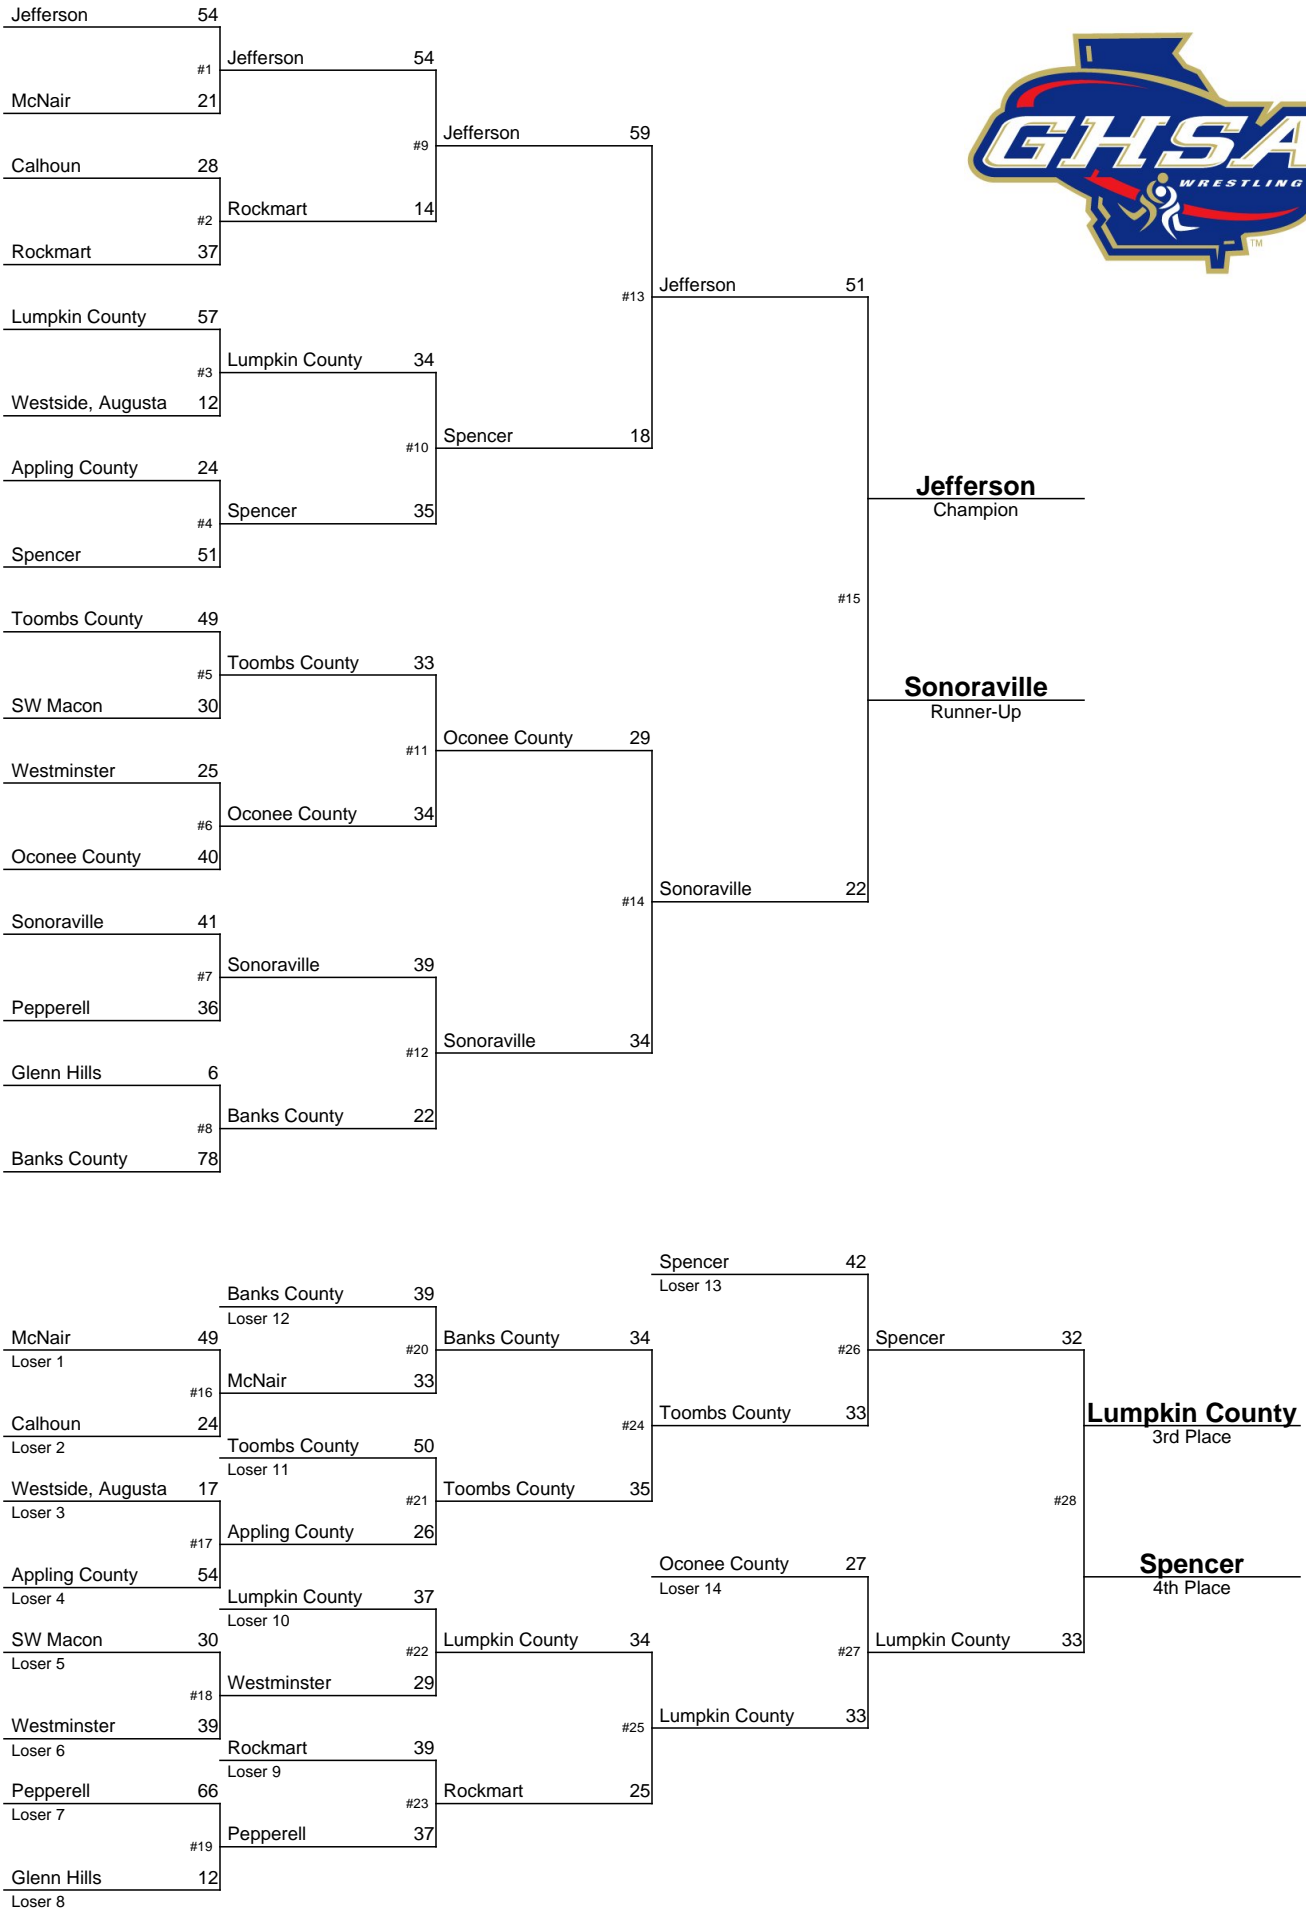 Jefferson 54
#1
McNair 21
Jefferson 54
Calhoun 28
#2
Rockmart 37
Rockmart 14
#9
Jefferson 59
Lumpkin County 57
#3
Westside, Augusta 12
Lumpkin County 34
Appling County 24
#4
Spencer 51
Spencer 35
#10
Spencer 18
#13
Jefferson 51
Toombs County 49
#5
SW Macon 30
Toombs County 33
Westminster 25
#6
Oconee County 40
Oconee County 34
#11
Oconee County 29
Sonoraville 41
#7
Pepperell 36
Sonoraville 39
Glenn Hills 6
#8
Banks County 78
Banks County 22
#12
Sonoraville 34
#14
Sonoraville 22
#15
Jefferson
Champion
Sonoraville
Runner-Up
GHSA
WRESTLING
TM
McNair 49
Loser 1
#16
Calhoun 24
Loser 2
Westside, Augusta 17
Loser 3
#17
Appling County 54
Loser 4
SW Macon 30
Loser 5
#18
Westminster 39
Loser 6
Pepperell 66
Loser 7
#19
Glenn Hills 12
Loser 8
Banks County 39
Loser 12
#20
McNair 33
Toombs County 50
Loser 11
#21
Appling County 26
Lumpkin County 37
Loser 10
#22
Westminster 29
Rockmart 39
Loser 9
#23
Pepperell 37
Banks County 34
#24
Toombs County 35
Lumpkin County 34
#25
Rockmart 25
Spencer 42
Loser 13
#26
Toombs County 33
Oconee County 27
Loser 14
#27
Lumpkin County 33
Spencer 32
#28
Lumpkin County 33
Lumpkin County
3rd Place
Spencer
4th Place